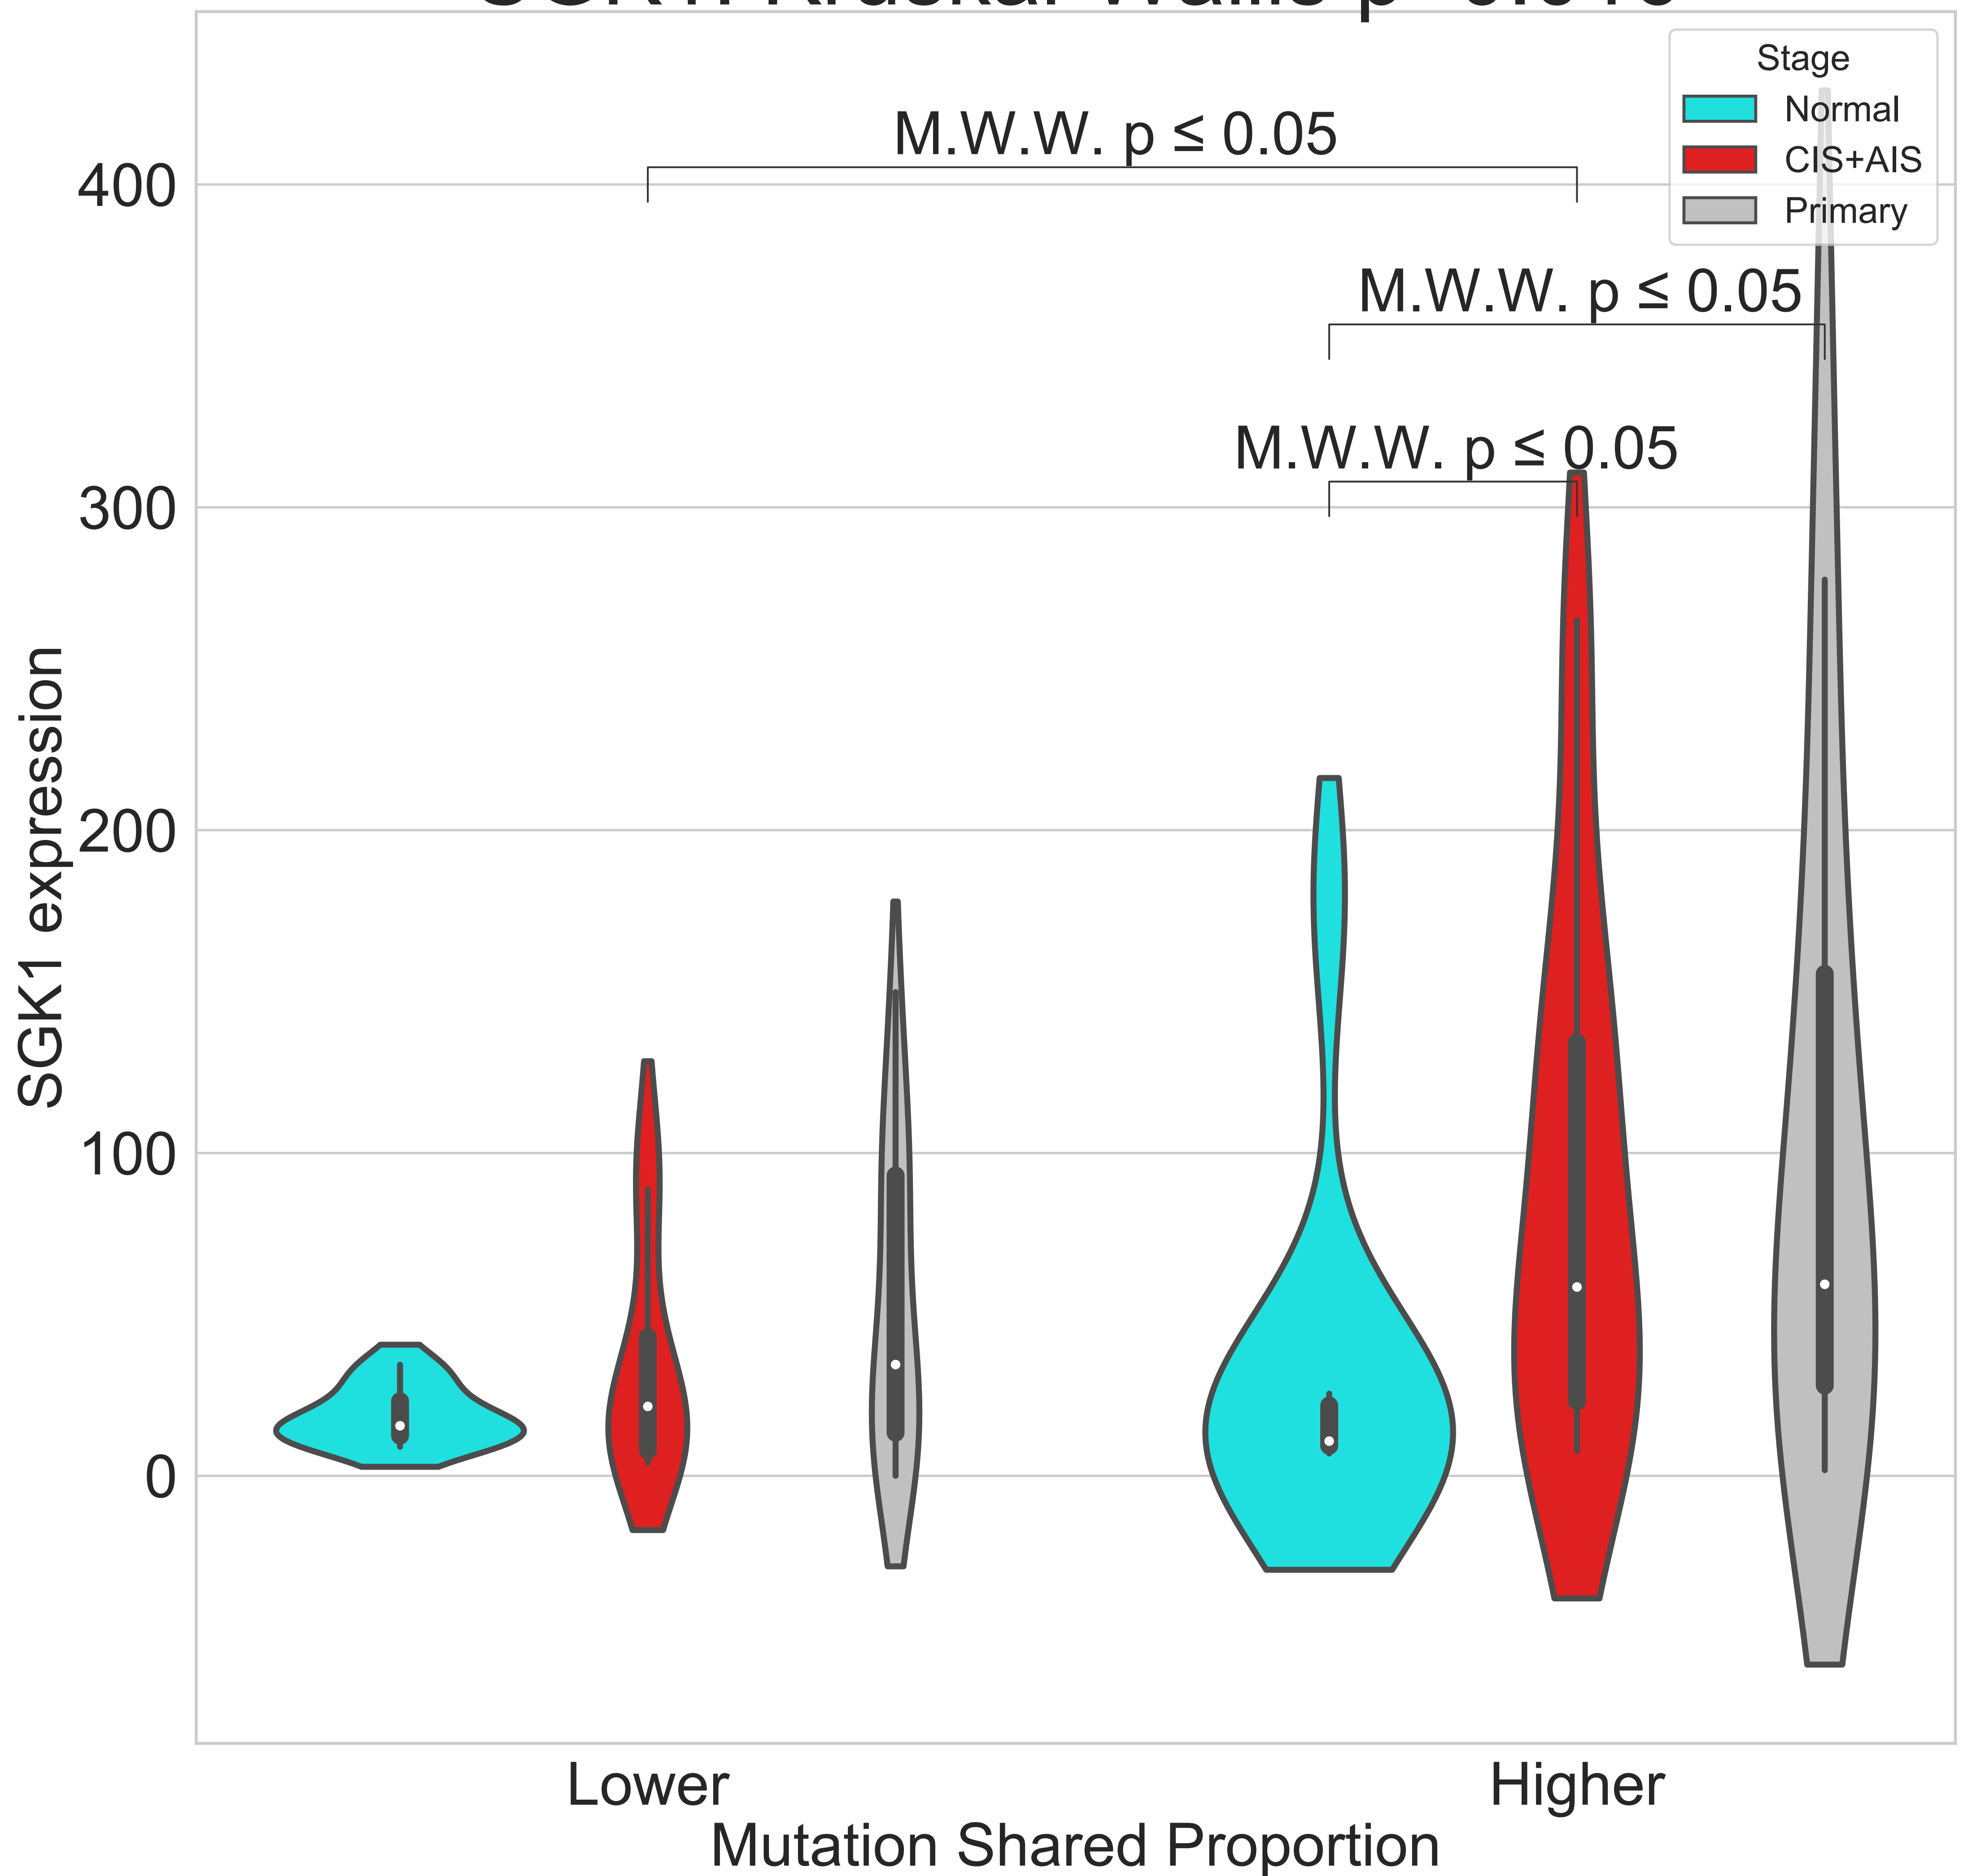 Stage
Normal
CIS+AIS
Primary
M.W.W. p ≤ 0.05
M.W.W. p ≤ 0.05
M.W.W. p ≤ 0.05
400
300
200
100
0
SGK1 expression
Lower
Higher
Mutation Shared Proportion